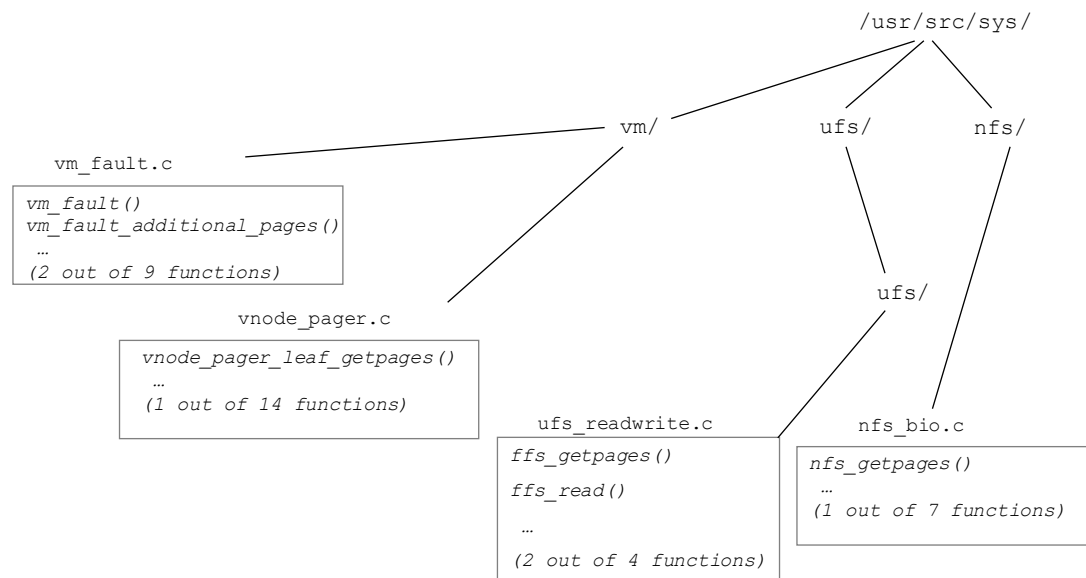 /usr/src/sys/
vm/
ufs/
nfs/
vm_fault.c
vm_fault()
vm_fault_additional_pages()
…
(2 out of 9 functions)
ufs/
vnode_pager.c
vnode_pager_leaf_getpages()
…
(1 out of 14 functions)
ufs_readwrite.c
ffs_getpages()
ffs_read()
…
(2 out of 4 functions)
nfs_bio.c
nfs_getpages()
…
(1 out of 7 functions)